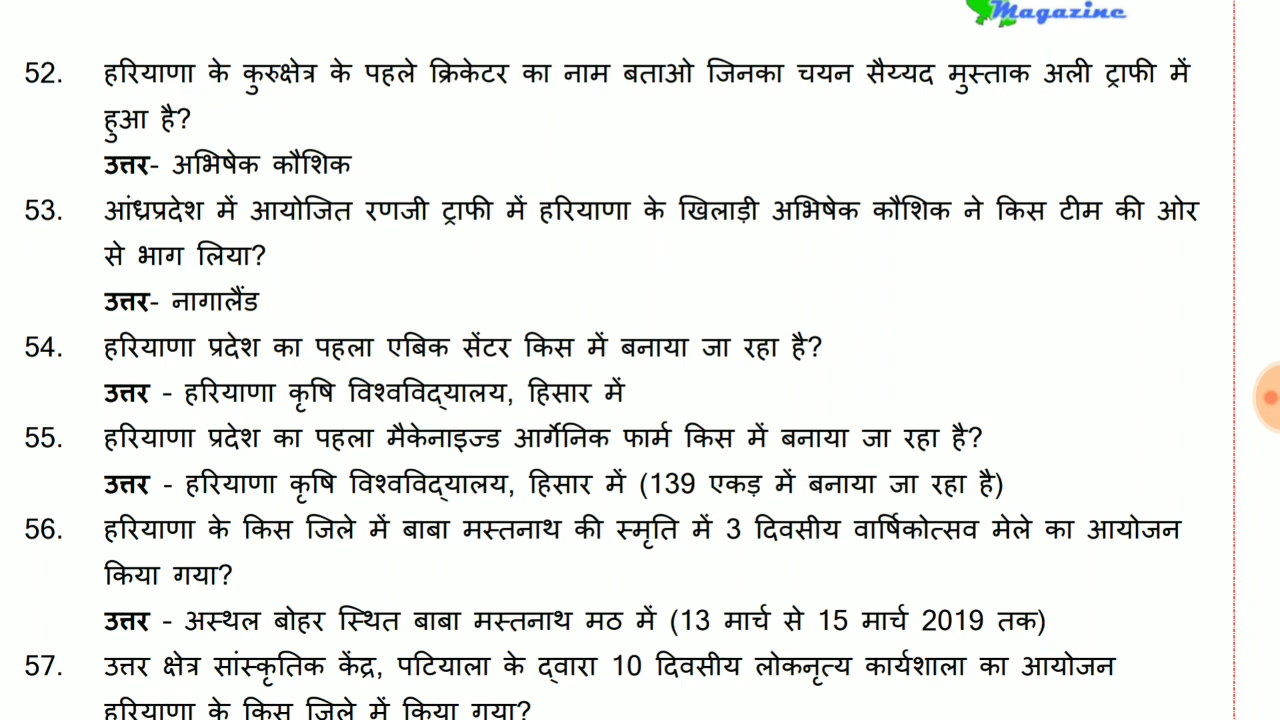 Magazine
52. हरियाणा के कुरुक्षेत्र के पहले क्रिकेटर का नाम बताओ जिनका चयन सैय्यद मुस्ताक अली ट्राफी में
हुआ है?
उत्तर- अभिषेक कौशिक
53. आंध्रप्रदेश में आयोजित रणजी ट्राफी में हरियाणा के खिलाड़ी अभिषेक कौशिक ने किस टीम की ओर
से भाग लिया?
उत्तर- नागालैंड
54. हरियाणा प्रदेश का पहला एबिक सेंटर किस में बनाया जा रहा है?
उत्तर - हरियाणा कृषि विश्वविद्यालय, हिसार में
55. हरियाणा प्रदेश का पहला मैकेनाइज्ड आर्गेनिक फार्म किस में बनाया जा रहा है?
उत्तर - हरियाणा कृषि विश्वविद्यालय, हिसार में (139 एकड़ में बनाया जा रहा है)
56. हरियाणा के किस जिले में बाबा मस्तनाथ की स्मृति में 3 दिवसीय वार्षिकोत्सव मेले का आयोजन
किया गया?
उत्तर - अस्थल बोहर स्थित बाबा मस्तनाथ मठ में (13 मार्च से 15 मार्च 2019 तक)
57. उत्तर क्षेत्र सांस्कृतिक केंद्र, पटियाला के द्वारा 10 दिवसीय लोकनृत्य कार्यशाला का आयोजन
हरियाणा के किस जिले में किया गया?